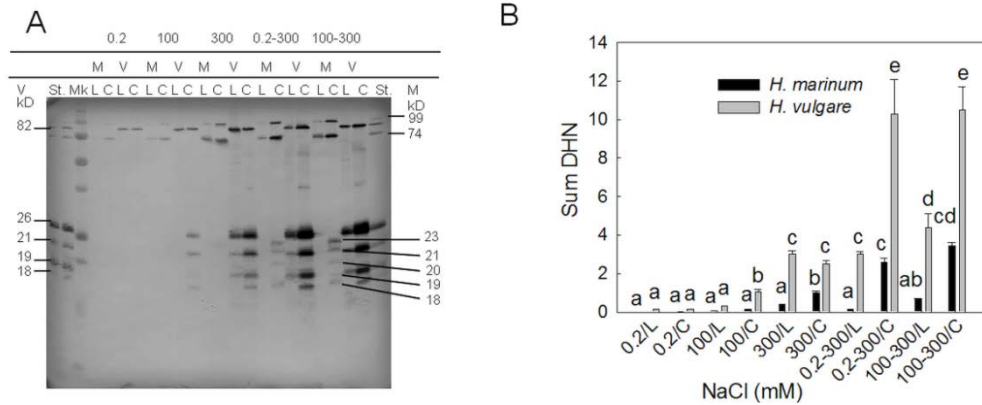 A
0.2 100 300 0.2-300 100-300
M V M V M V M V M V
V St. Mk L C L C L C L C L C L C L C L C L C L C St. M
kD kD
82
26
21
19
18
99
74
23
21
20
19
18
B
14
12
10
8
6
4
2
0
Sum DHN
H. marinum
H. vulgare
a a a a a a a b a c b c a c c e ab d cd e
0.2/L 0.2/C 100/L 100/C 300/L 300/C 0.2-300/L 0.2-300/C 100-300/L 100-300/C
NaCl (mM)